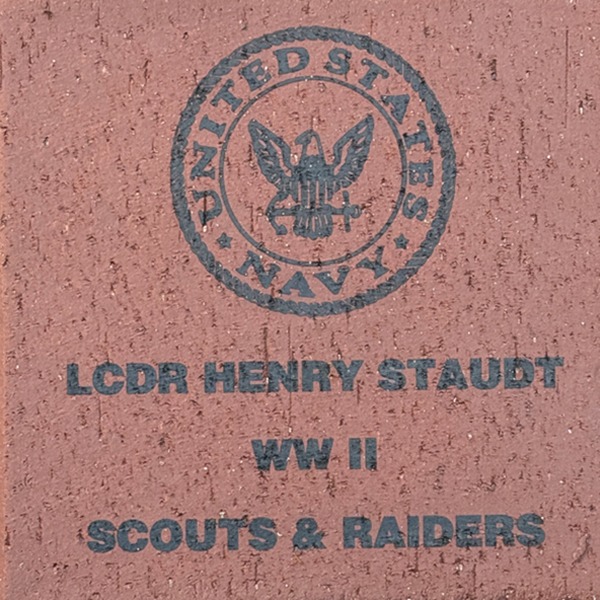 UNITED STATES
NAVY
LCDR HENRY STAUDT
WW II
SCOUTS & RAIDERS